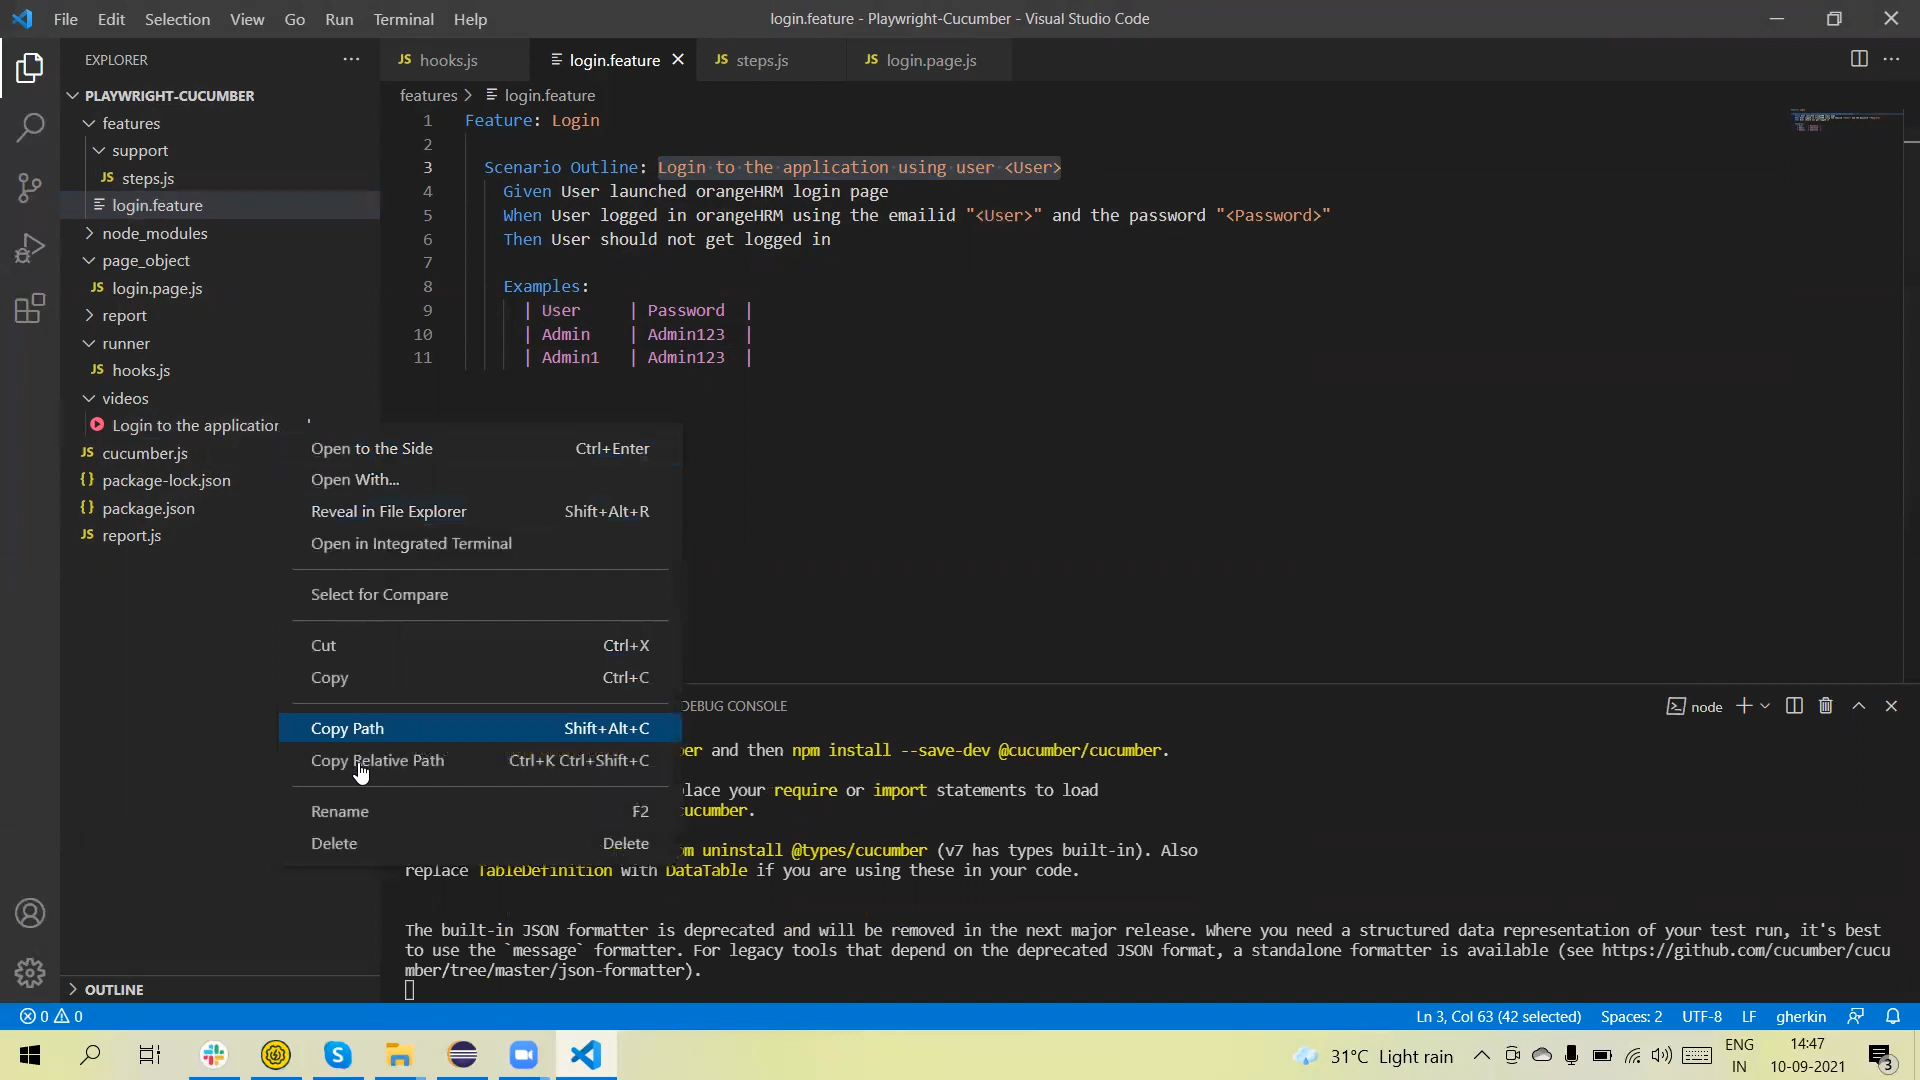 File Edit Selection View Go Run Terminal Help
login.feature - Playwright-Cucumber - Visual Studio Code
EXPLORER
PLAYWRIGHT-CUCUMBER
features
support
JS steps.js
login.feature
node_modules
page_object
JS login.page.js
report
runner
JS hooks.js
videos
Login to the application
JS cucumber.js
{} package-lock.json
{} package.json
JS report.js
OUTLINE
JS hooks.js
login.feature
JS steps.js
JS login.page.js
features > login.feature
1 Feature: Login
2
3 Scenario Outline: Login to the application using user <User>
4 Given User launched orangeHRM login page
5 When User logged in orangeHRM using the emailid "<User>" and the password "<Password>"
6 Then User should not get logged in
7
8 Examples:
9 | User | Password |
10 | Admin | Admin123 |
11 | Admin1 | Admin123 |
Open to the Side Ctrl+Enter
Open With...
Reveal in File Explorer Shift+Alt+R
Open in Integrated Terminal
Select for Compare
Cut Ctrl+X
Copy Ctrl+C
Copy Path Shift+Alt+C
Copy Relative Path Ctrl+K Ctrl+Shift+C
Rename F2
Delete Delete
DEBUG CONSOLE
node
er and then npm install --save-dev @cucumber/cucumber.
lace your require or import statements to load
cucumber.
m uninstall @types/cucumber (v7 has types built-in). Also
replace TableDefinition with DataTable if you are using these in your code.
The built-in JSON formatter is deprecated and will be removed in the next major release. Where you need a structured data representation of your test run, it's best
to use the `message` formatter. For legacy tools that depend on the deprecated JSON format, a standalone formatter is available (see https://github.com/cucumber/cucu
mber/tree/master/json-formatter).
0 0
Ln 3, Col 63 (42 selected) Spaces: 2 UTF-8 LF gherkin
31°C Light rain
ENG
IN
14:47
10-09-2021
3